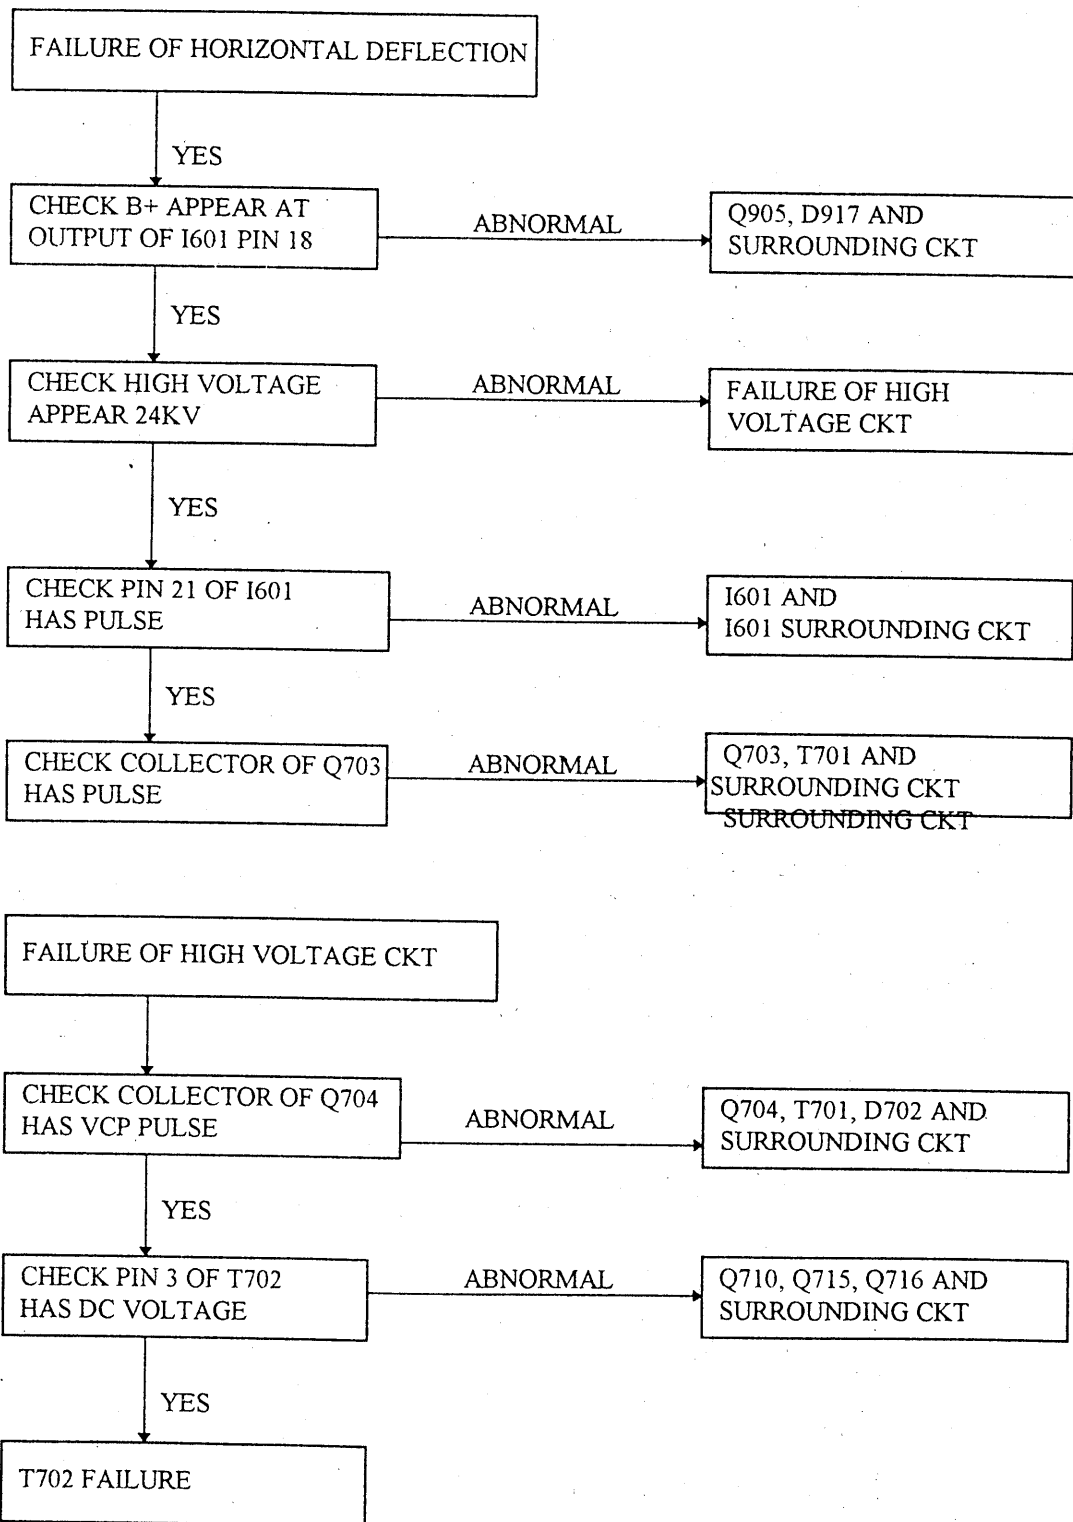 FAILURE OF HORIZONTAL DEFLECTION
YES
CHECK B+ APPEAR AT
OUTPUT OF I601 PIN 18
ABNORMAL
Q905, D917 AND
SURROUNDING CKT
YES
CHECK HIGH VOLTAGE
APPEAR 24KV
ABNORMAL
FAILURE OF HIGH
VOLTAGE CKT
YES
CHECK PIN 21 OF I601
HAS PULSE
ABNORMAL
I601 AND
I601 SURROUNDING CKT
YES
CHECK COLLECTOR OF Q703
HAS PULSE
ABNORMAL
Q703, T701 AND
SURROUNDING CKT
SURROUNDING CKT
FAILURE OF HIGH VOLTAGE CKT
CHECK COLLECTOR OF Q704
HAS VCP PULSE
ABNORMAL
Q704, T701, D702 AND
SURROUNDING CKT
YES
CHECK PIN 3 OF T702
HAS DC VOLTAGE
ABNORMAL
Q710, Q715, Q716 AND
SURROUNDING CKT
YES
T702 FAILURE